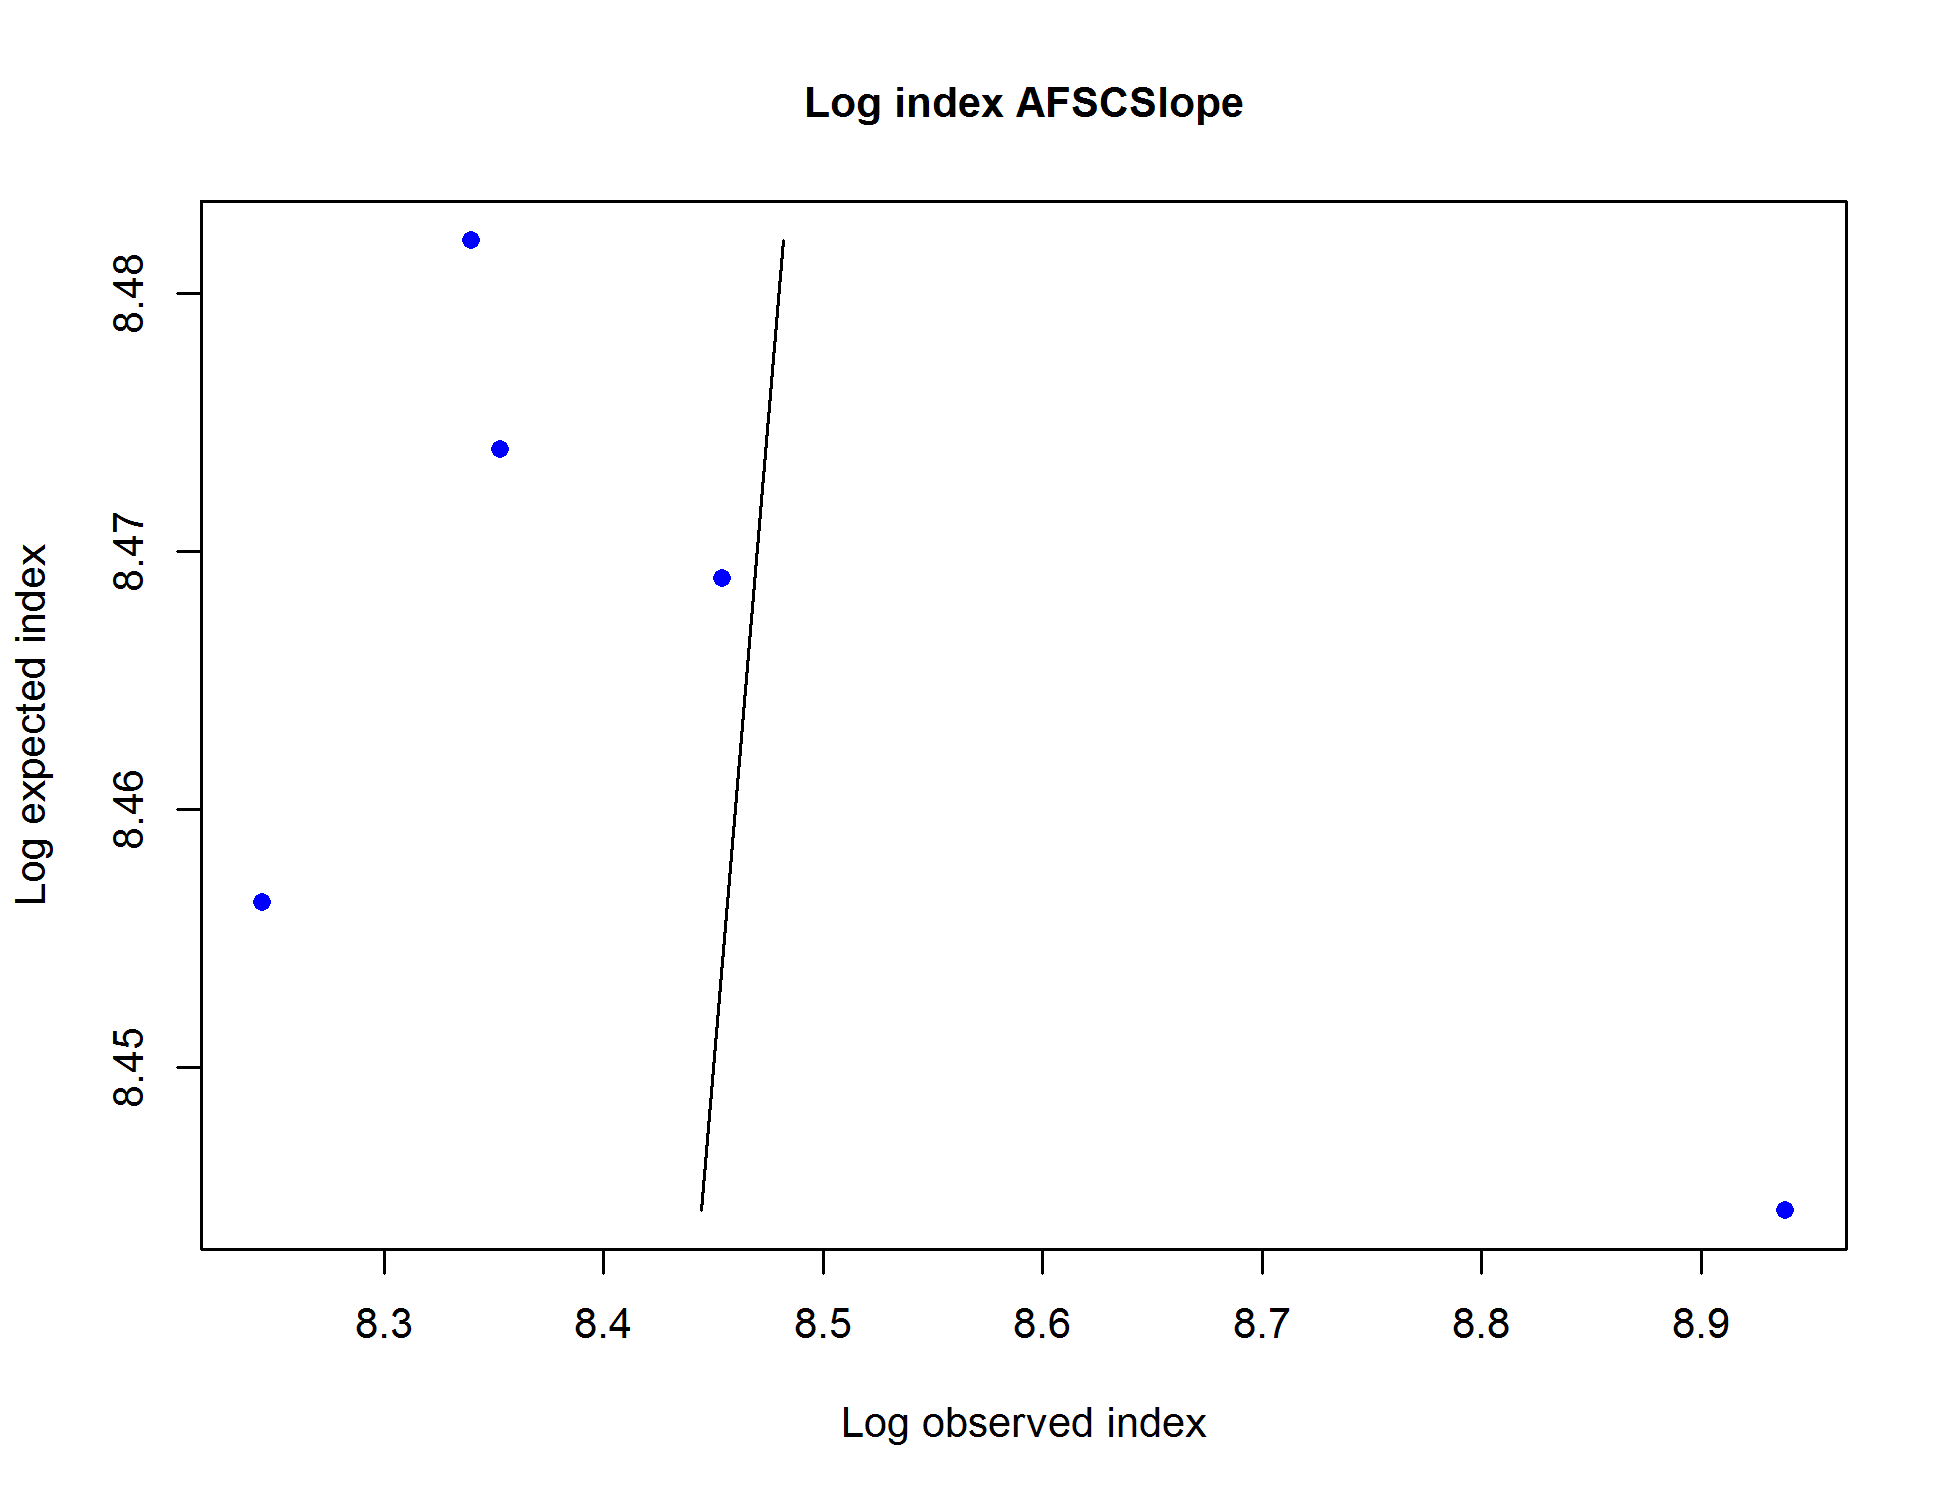 Log index AFSCSlope
8.48
8.47
8.46
8.45
Log expected index
8.3 8.4 8.5 8.6 8.7 8.8 8.9
Log observed index